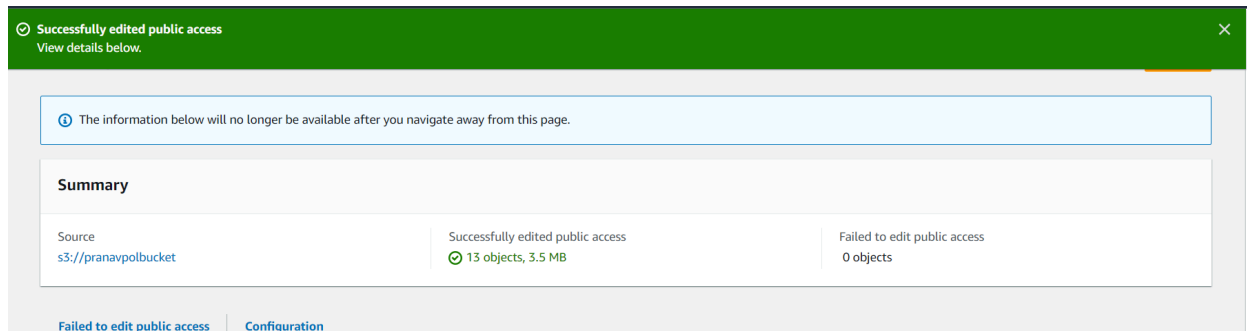 Successfully edited public access
View details below.
The information below will no longer be available after you navigate away from this page.
Summary
Source
s3://pranavpolbucket
Successfully edited public access
13 objects, 3.5 MB
Failed to edit public access
0 objects
Failed to edit public access
Configuration